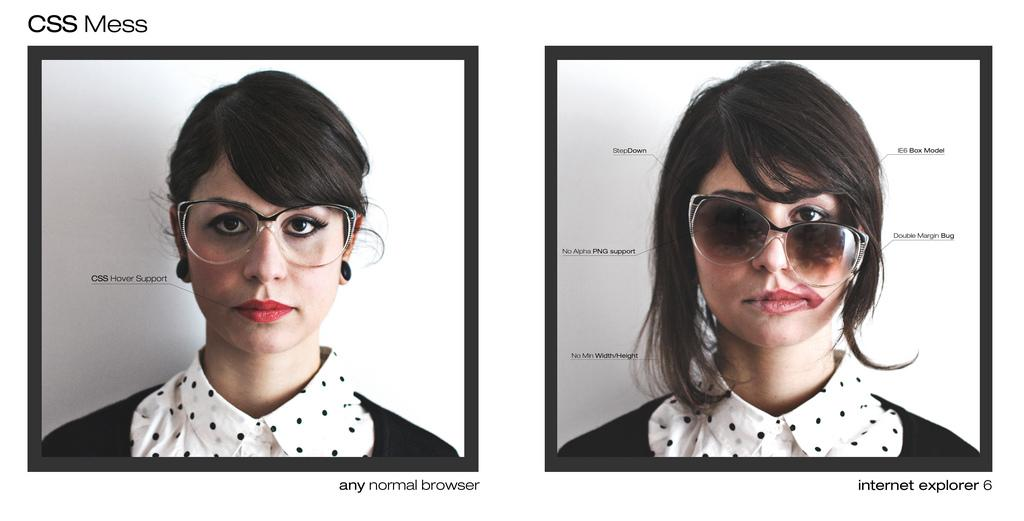 CSS Mess
StepDown
IE6 Box Model
Double Margin Bug
No Alpha PNG support
CSS Hover Support
No Min Width/Height
any normal browser
internet explorer 6